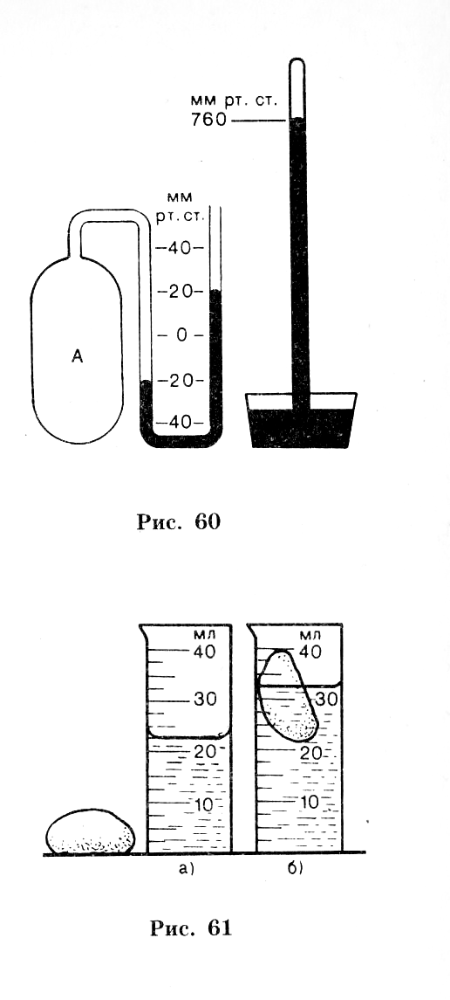 мм рт. ст.
760
мм
рт. ст.
–40–
–20–
– 0 –
–20–
–40–
А
Рис. 60
мл
40
30
20
10
а)
мл
40
30
20
10
б)
Рис. 61